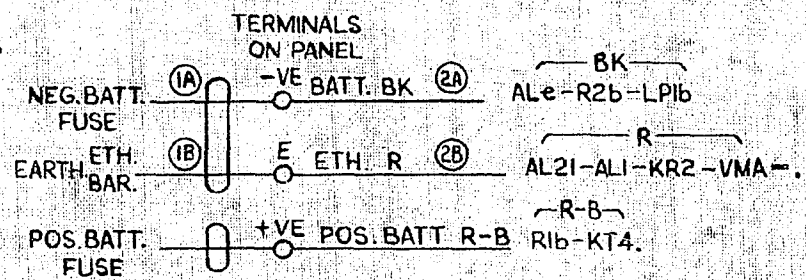 TERMINALS
ON PANEL
NEG. BATT. FUSE 1A -VE BATT. BK 2A BK ALe-R2b-LP1b
EARTH ETH. BAR. 1B E ETH. R 2B R AL21-AL1-KR2-VMA-.
POS. BATT. FUSE +VE POS. BATT R-B R-B R1b-KT4.